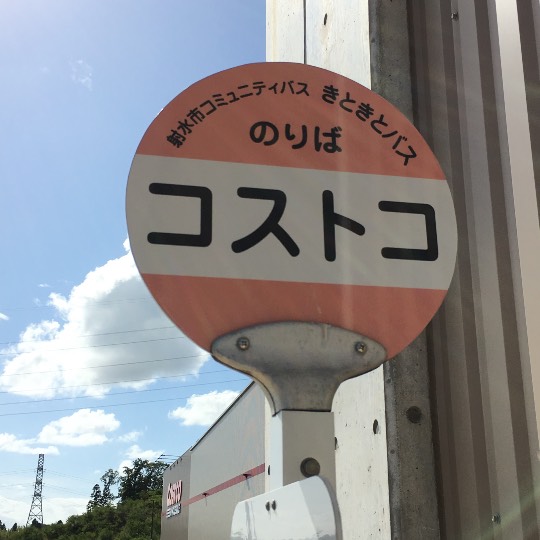 射水市コミュニティバス きときとバス
のりば
コストコ